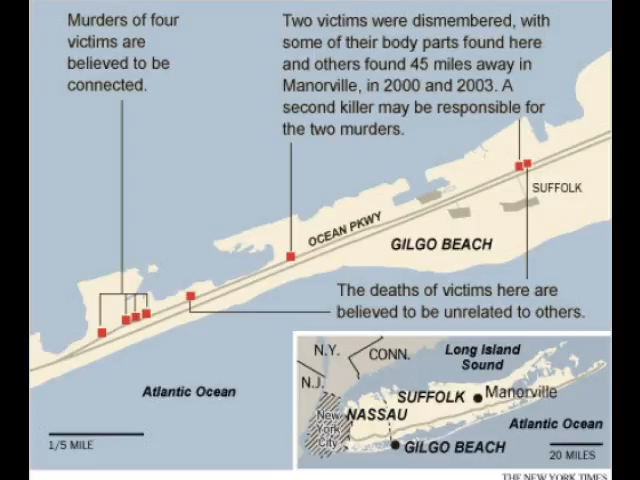 Murders of four
victims are
believed to be
connected.
Two victims were dismembered, with
some of their body parts found here
and others found 45 miles away in
Manorville, in 2000 and 2003. A
second killer may be responsible for
the two murders.
SUFFOLK
OCEAN PKWY
GILGO BEACH
The deaths of victims here are
believed to be unrelated to others.
Atlantic Ocean
1/5 MILE
N.Y.
CONN.
Long Island
Sound
N.J.
SUFFOLK
Manorville
New
York
City
NASSAU
Atlantic Ocean
GILGO BEACH
20 MILES
THE NEW YORK TIMES